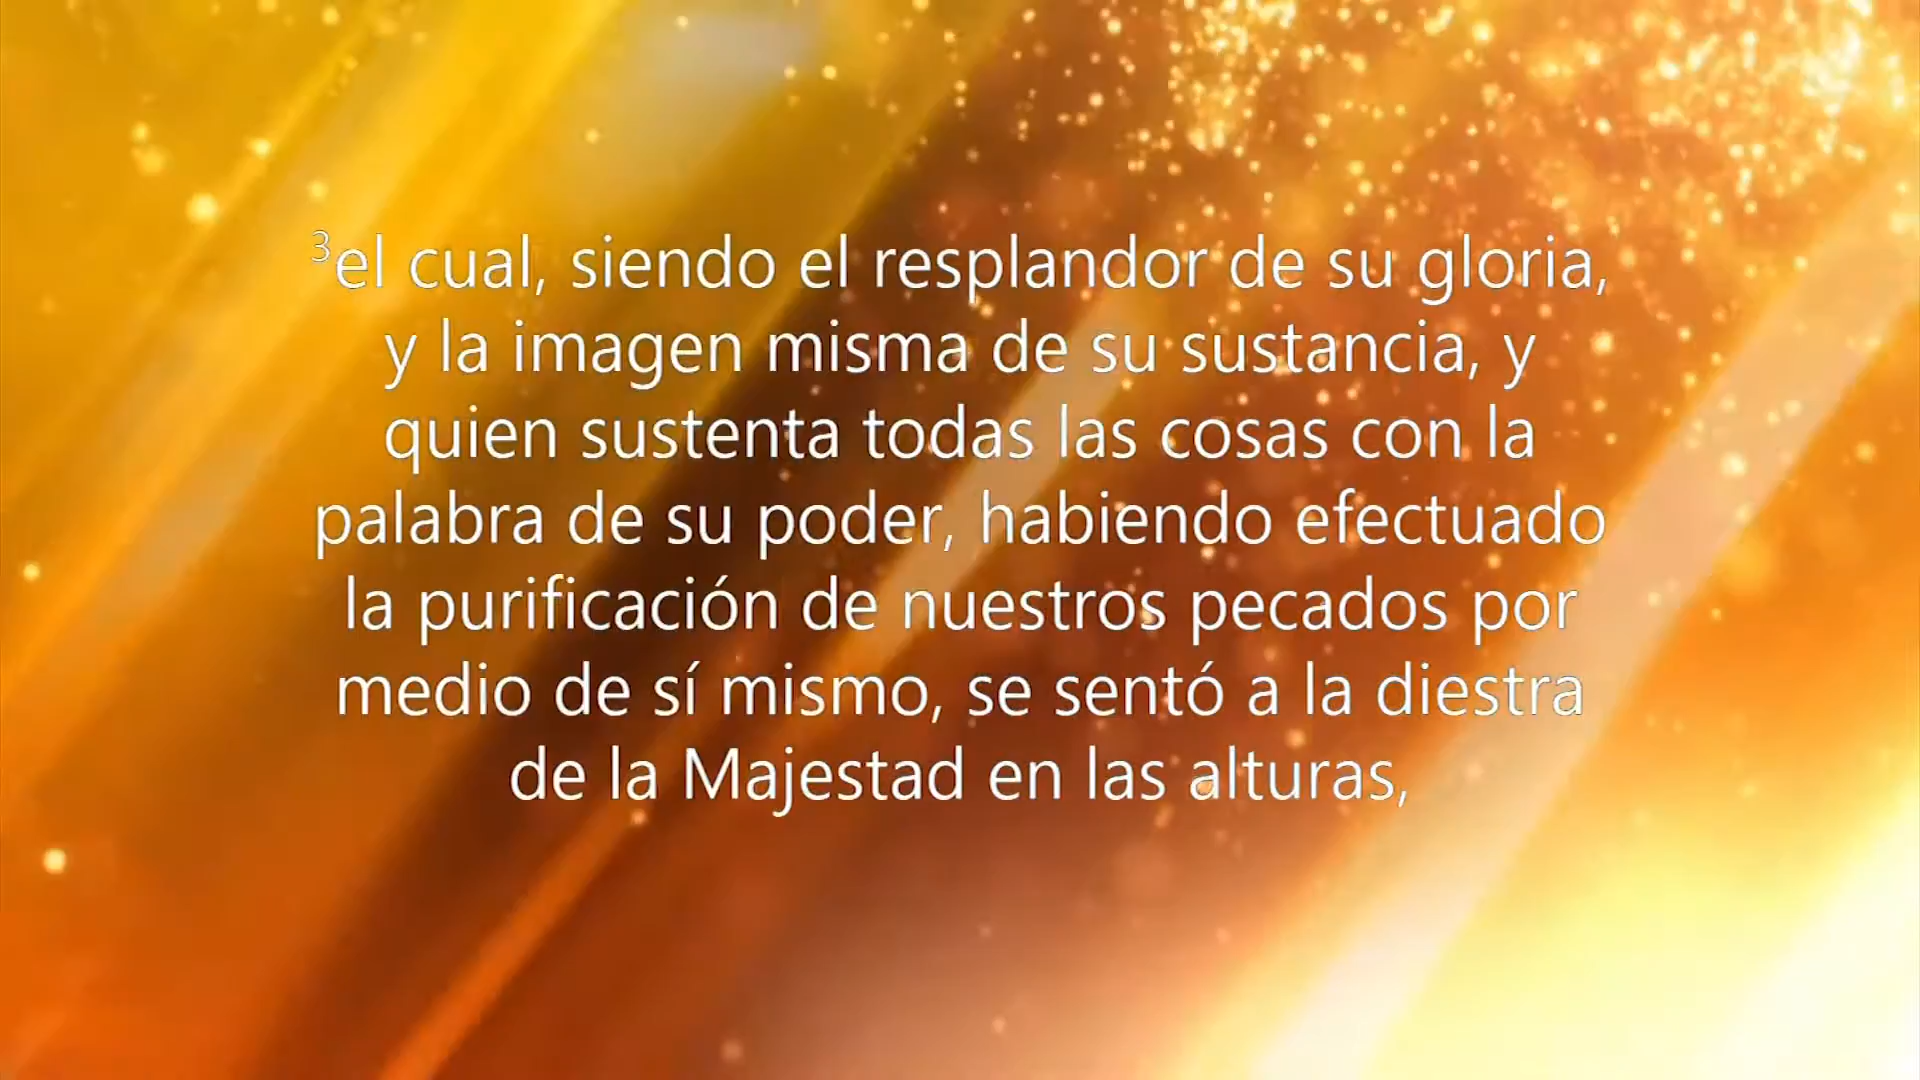 ³el cual, siendo el resplandor de su gloria,
y la imagen misma de su sustancia, y
quien sustenta todas las cosas con la
palabra de su poder, habiendo efectuado
la purificación de nuestros pecados por
medio de sí mismo, se sentó a la diestra
de la Majestad en las alturas,